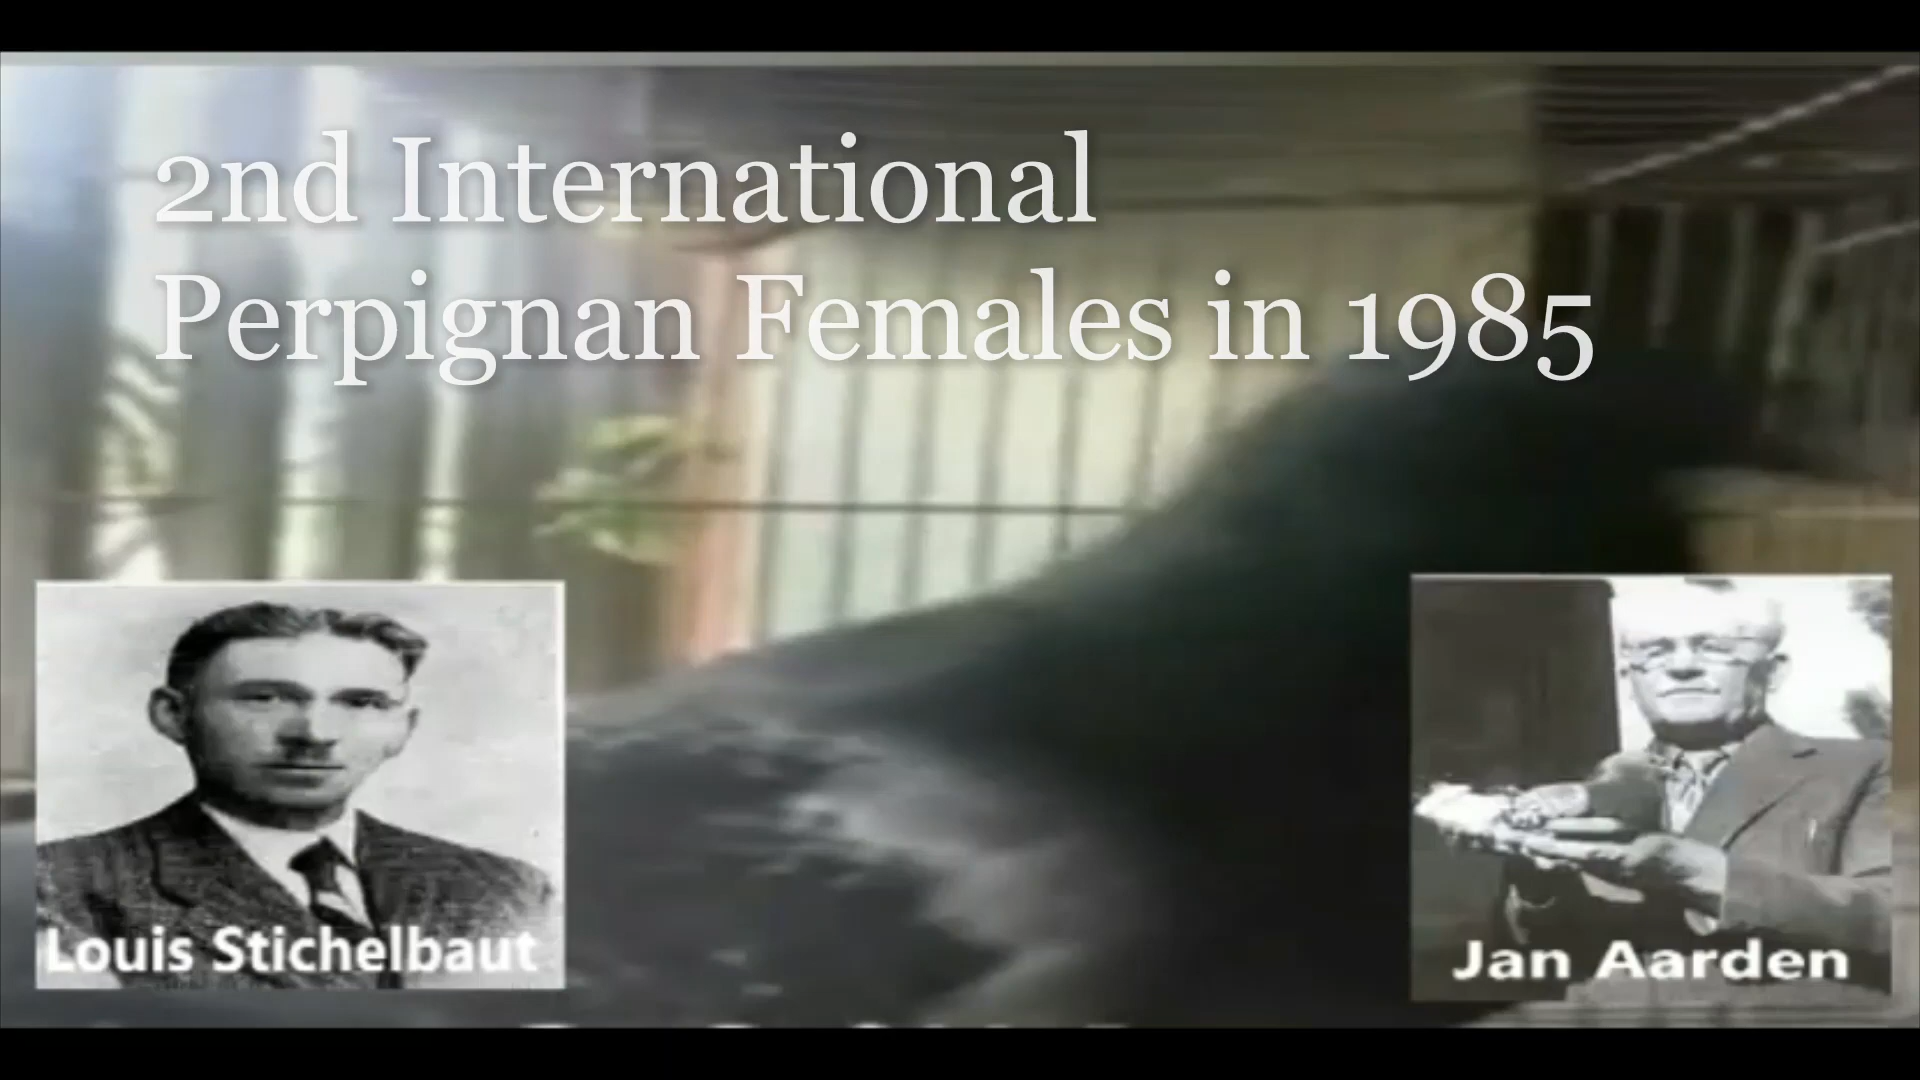 2nd International
Perpignan Females in 1985
Louis Stichelbaut
Jan Aarden